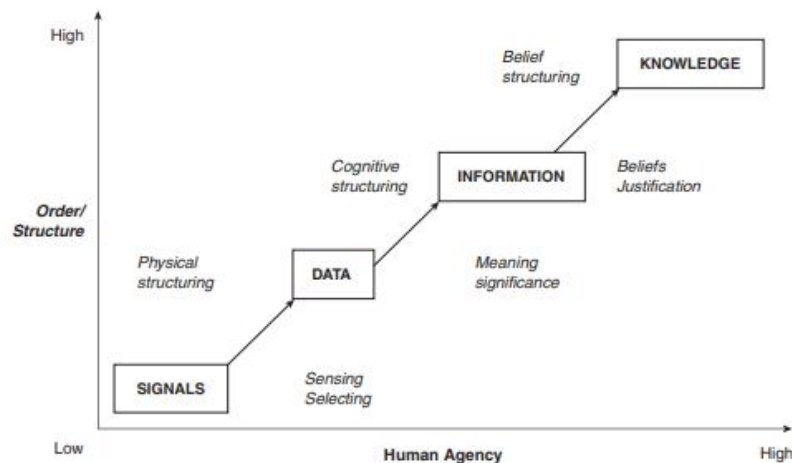 High
Belief
structuring
KNOWLEDGE
Cognitive
structuring
INFORMATION
Beliefs
Justification
Order/
Structure
Physical
structuring
DATA
Meaning
significance
SIGNALS
Sensing
Selecting
Low
Human Agency
High